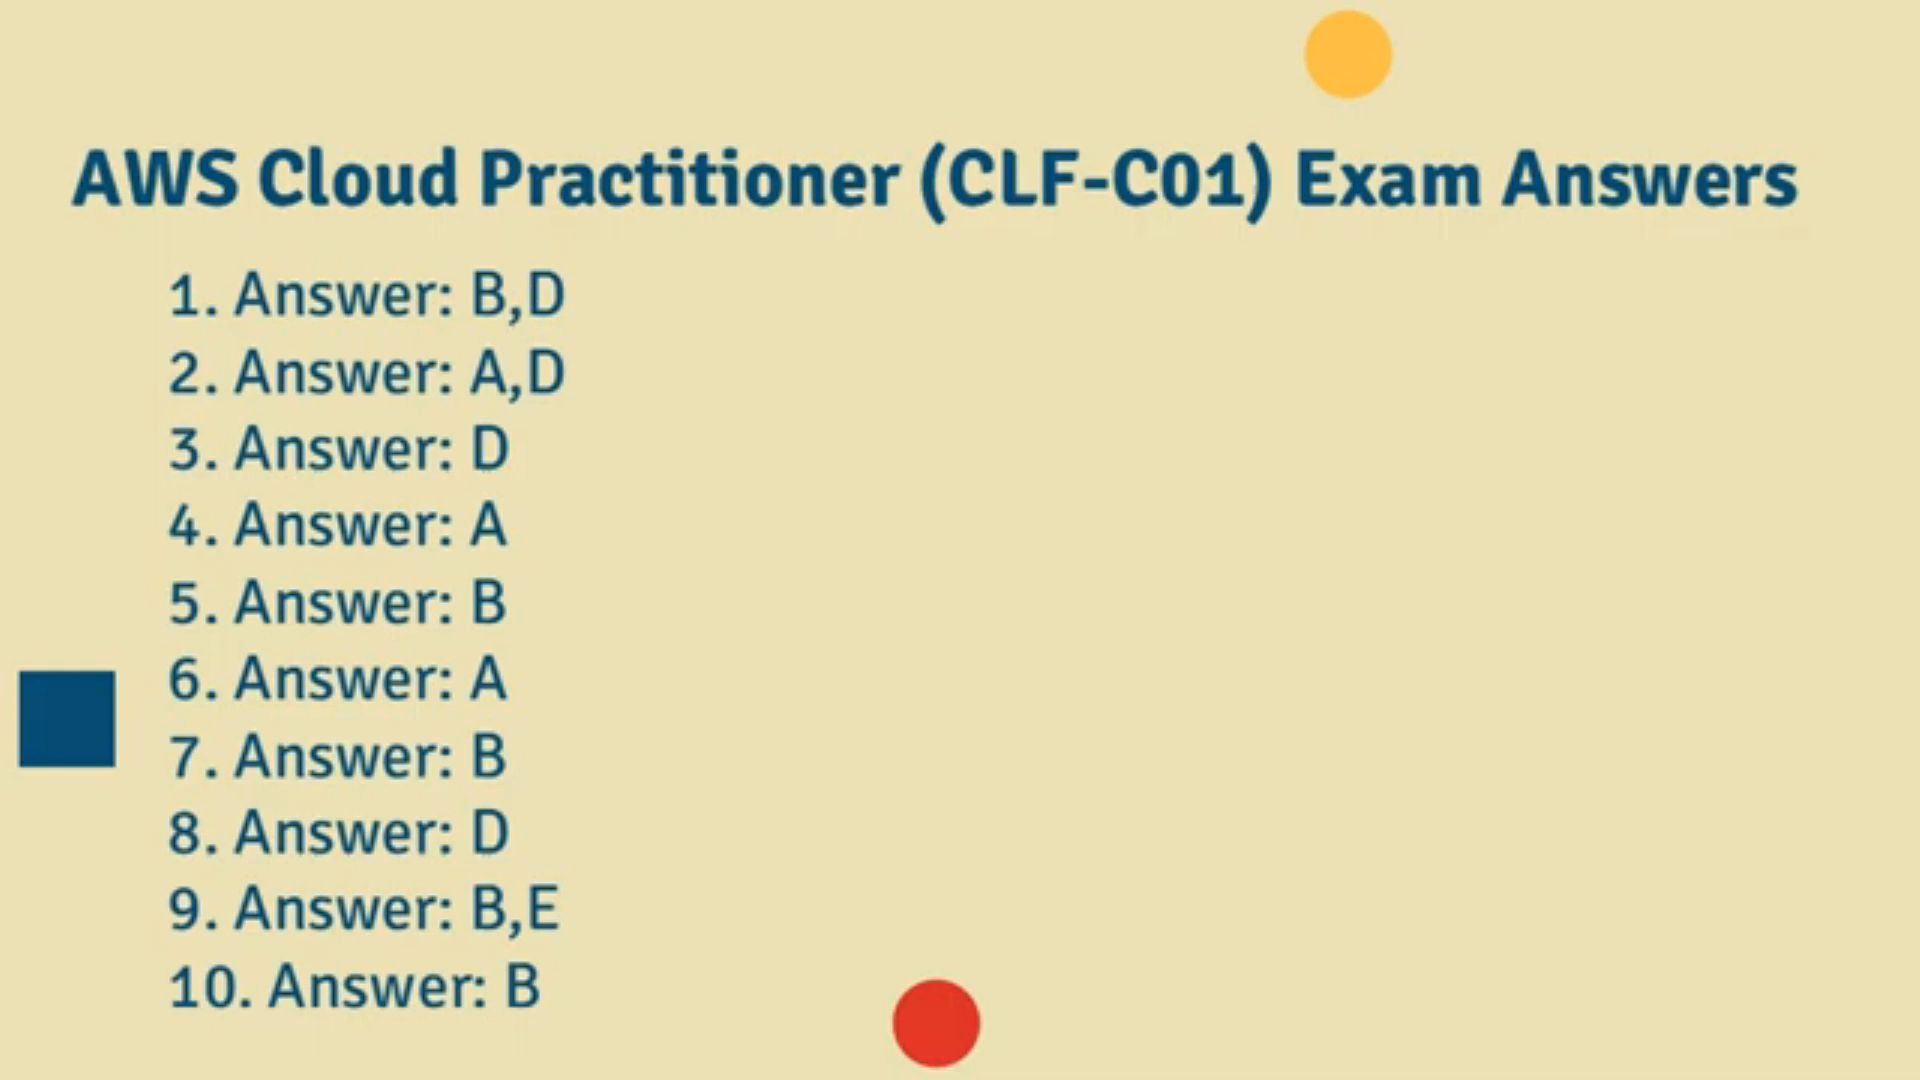 AWS Cloud Practitioner (CLF-C01) Exam Answers
1. Answer: B,D
2. Answer: A,D
3. Answer: D
4. Answer: A
5. Answer: B
6. Answer: A
7. Answer: B
8. Answer: D
9. Answer: B,E
10. Answer: B